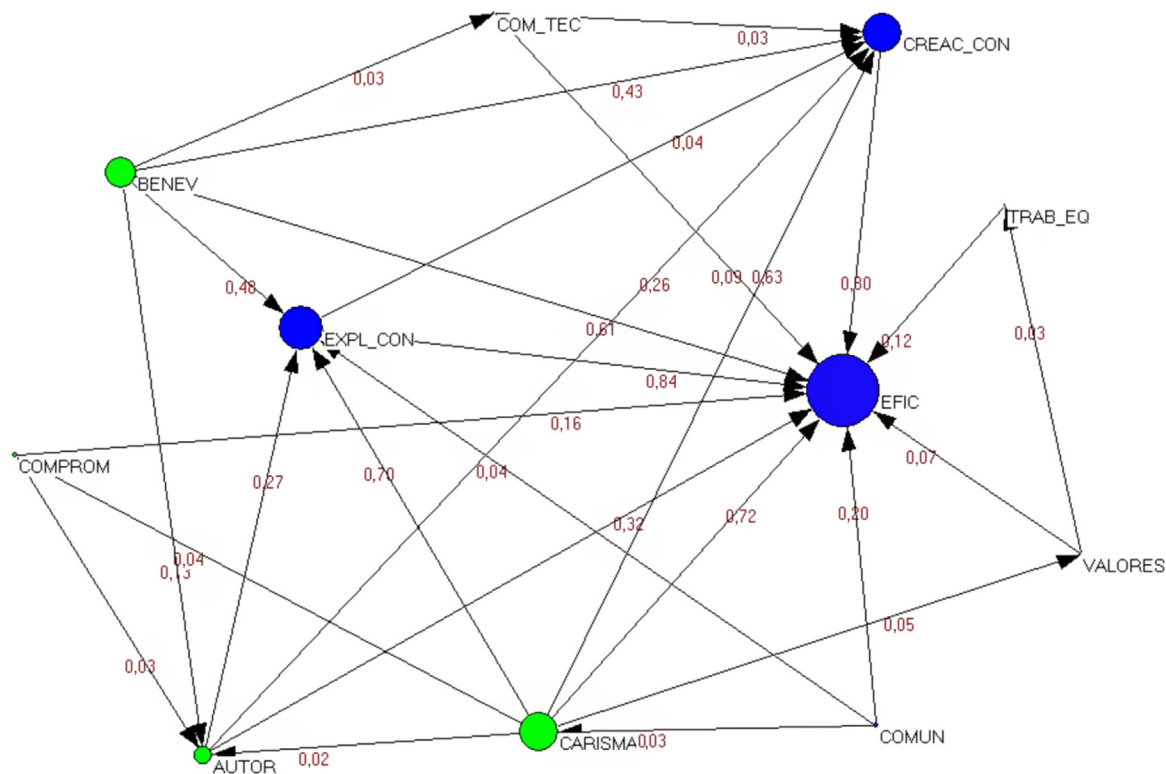 COM_TEC
0,03
CREAC_CON
0,03
0,43
0,04
BENEV
TRAB_EQ
0,48
0,26
0,09
0,63
0,80
0,61
0,12
0,03
EXPL_CON
0,84
EFIC
0,16
COMPROM
0,07
0,27
0,70
0,04
0,32
0,72
0,20
0,04
VALORES
0,05
0,03
COMUN
CARISMA
0,03
0,02
AUTOR